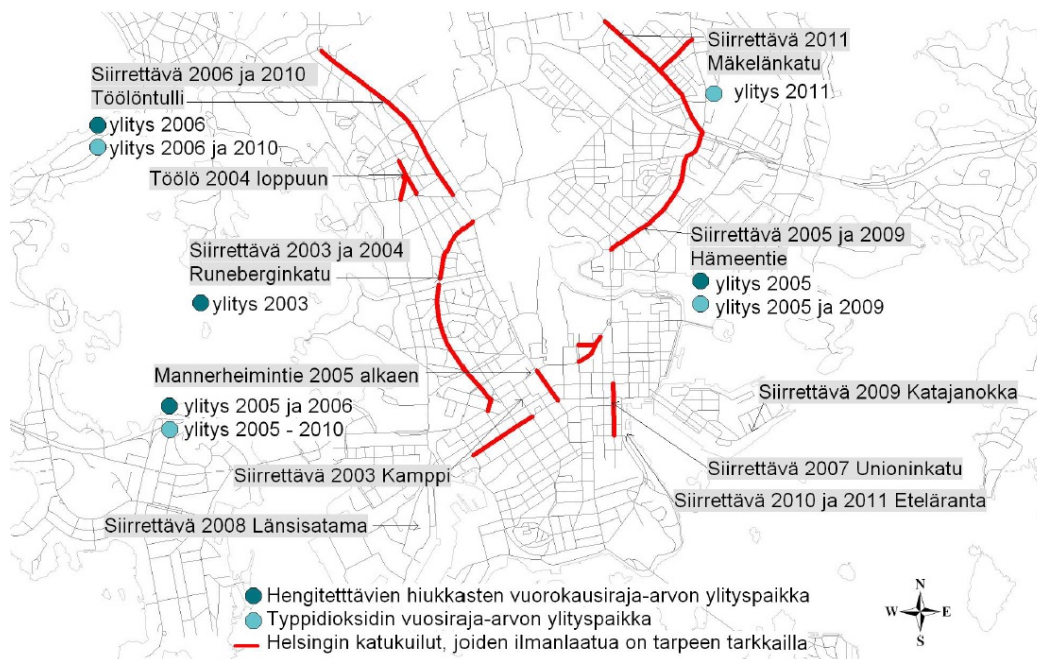 Siirrettävä 2011
Mäkelänkatu
ylitys 2011
Siirrettävä 2006 ja 2010
Töölöntulli
ylitys 2006
ylitys 2006 ja 2010
Töölö 2004 loppuun
Siirrettävä 2003 ja 2004
Runeberginkatu
ylitys 2003
Siirrettävä 2005 ja 2009
Hämeentie
ylitys 2005
ylitys 2005 ja 2009
Mannerheimintie 2005 alkaen
ylitys 2005 ja 2006
ylitys 2005 - 2010
Siirrettävä 2009 Katajanokka
Siirrettävä 2003 Kamppi
Siirrettävä 2007 Unioninkatu
Siirrettävä 2010 ja 2011 Eteläranta
Siirrettävä 2008 Länsisatama
Hengitetttävien hiukkasten vuorokausiraja-arvon ylityspaikka
Typpidioksidin vuosiraja-arvon ylityspaikka
Helsingin katukuilut, joiden ilmanlaatua on tarpeen tarkkailla
N
W E
S